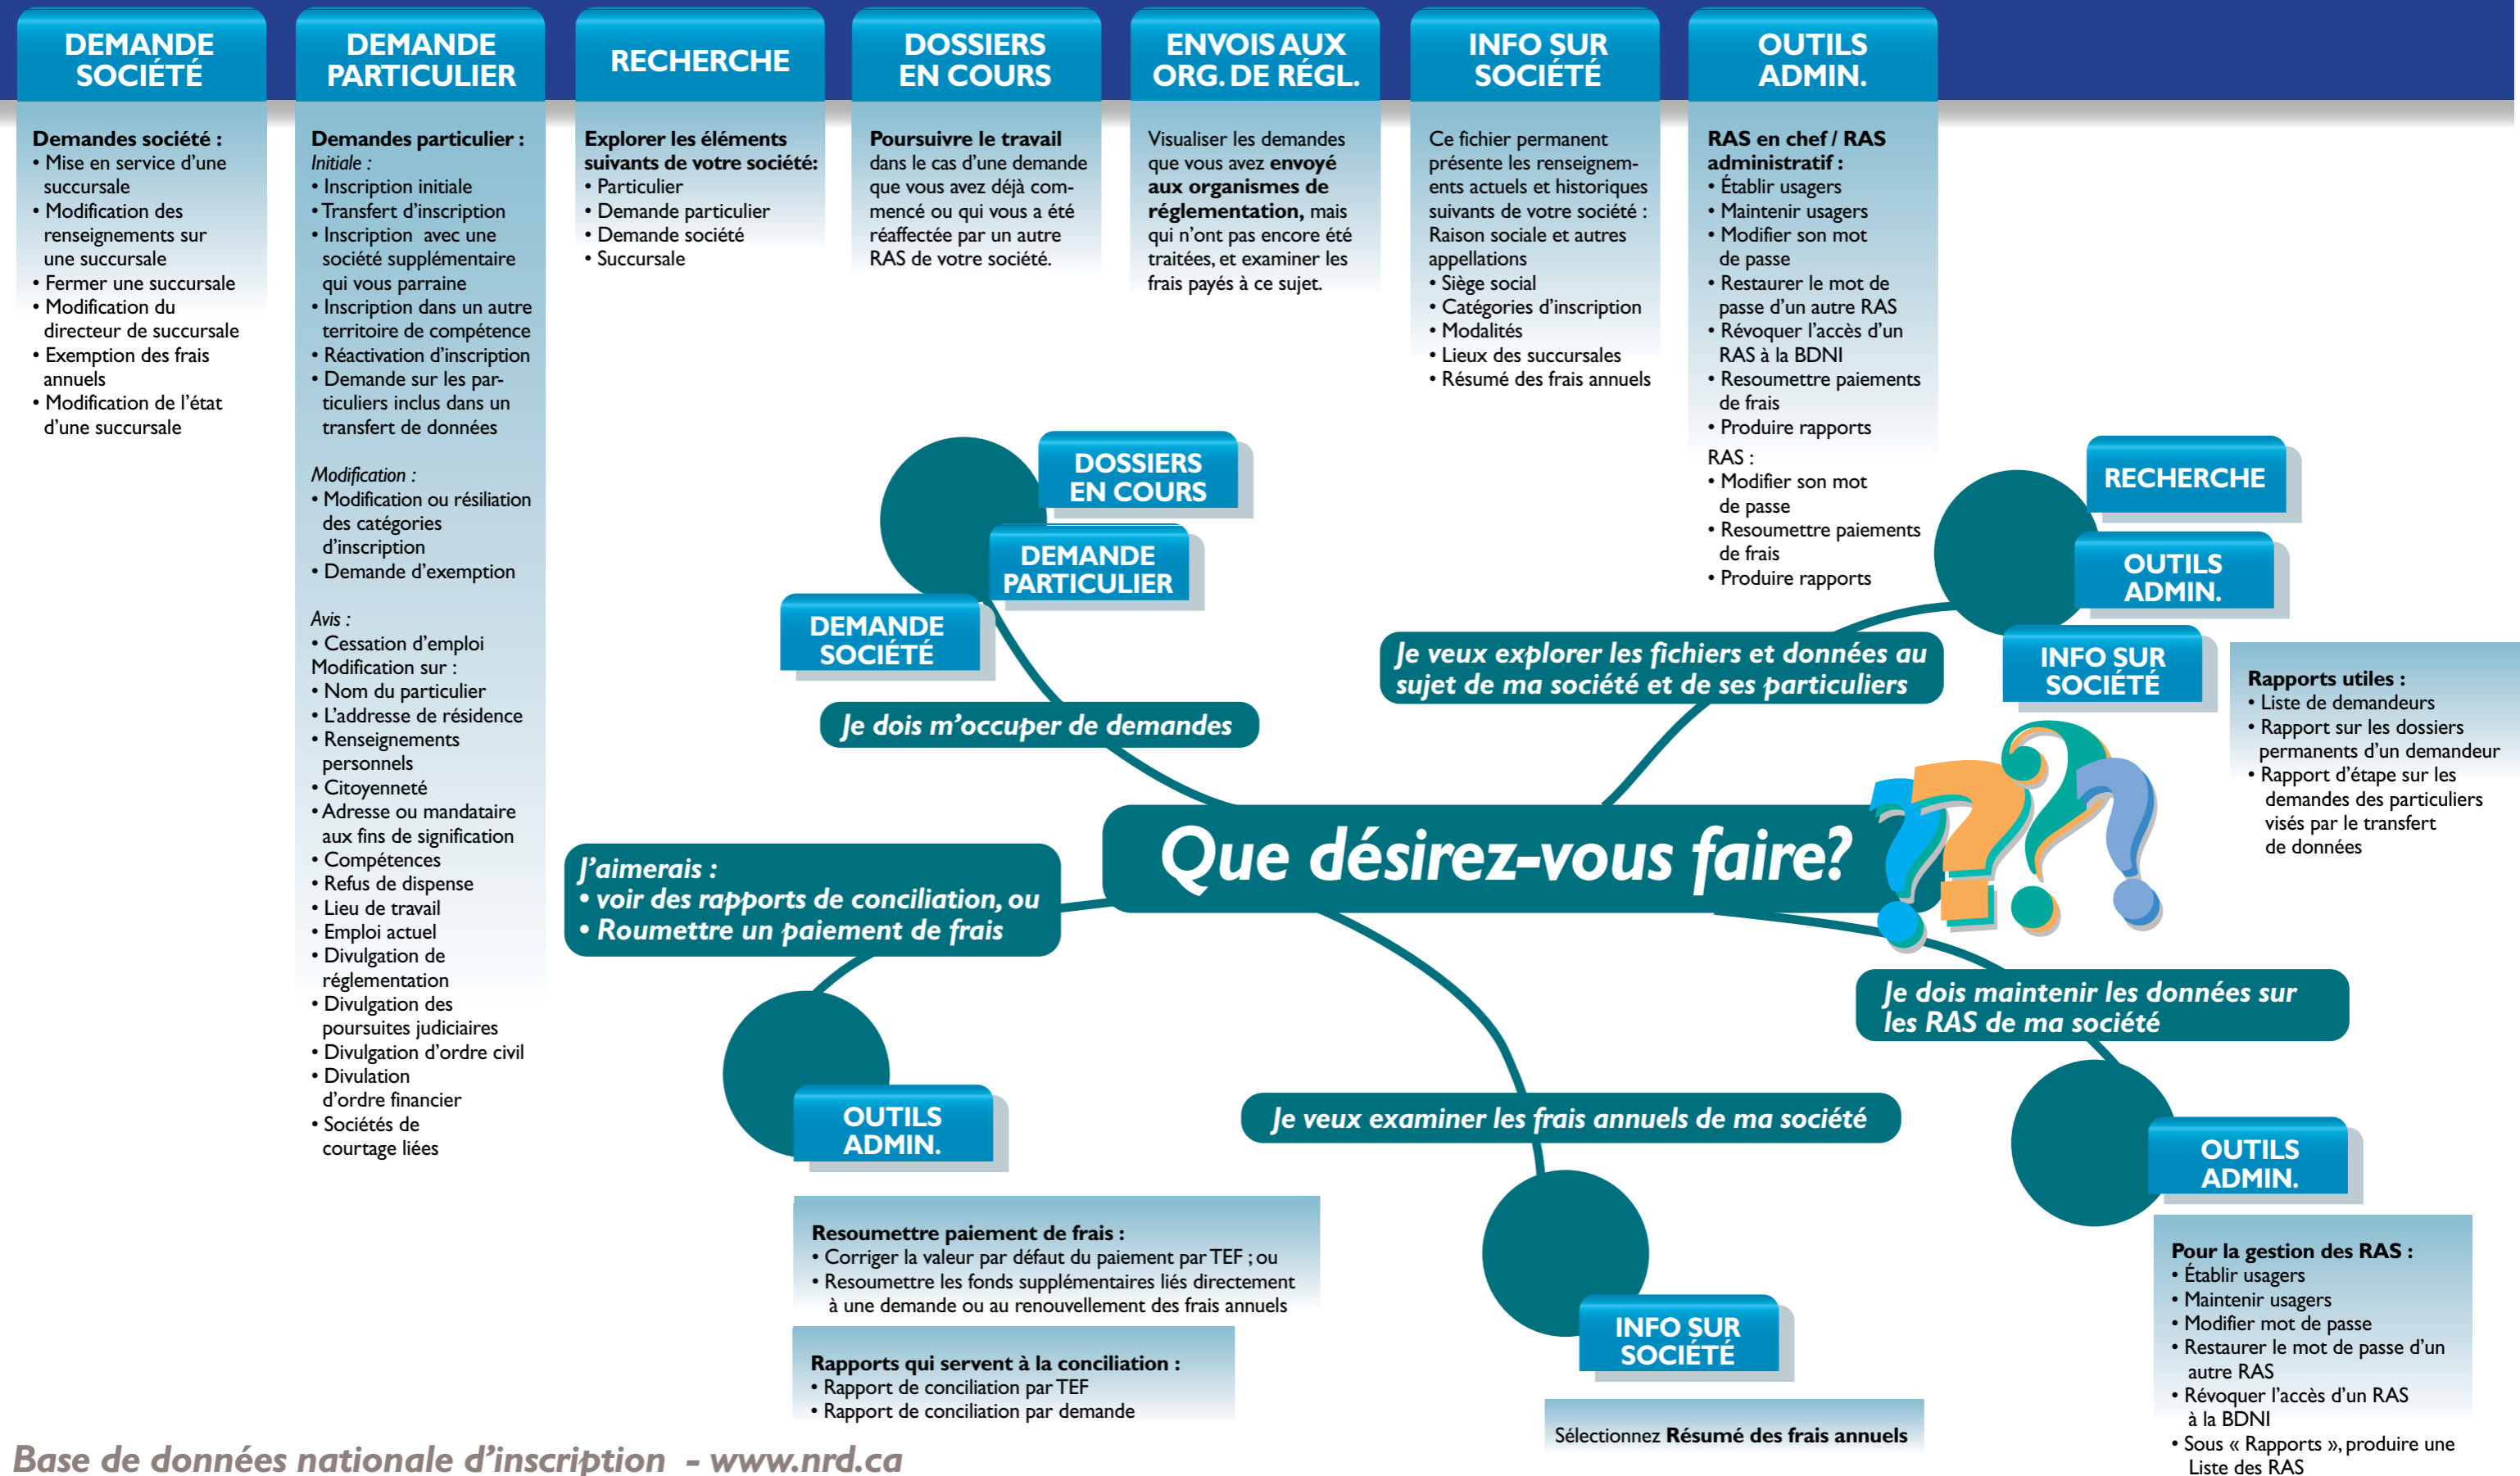 DEMANDE
SOCIÉTÉ
Demandes société :
• Mise en service d’une
succursale
• Modification des
renseignements sur
une succursale
• Fermer une succursale
• Modification du
directeur de succursale
• Exemption des frais
annuels
• Modification de l’état
d’une succursale
DEMANDE
PARTICULIER
Demandes particulier :
Initiale :
• Inscription initiale
• Transfert d’inscription
• Inscription avec une
société supplémentaire
qui vous parraine
• Inscription dans un autre
territoire de compétence
• Réactivation d’inscription
• Demande sur les par-
ticuliers inclus dans un
transfert de données
Modification :
• Modification ou résiliation
des catégories
d’inscription
• Demande d’exemption
Avis :
• Cessation d’emploi
Modification sur :
• Nom du particulier
• L’addresse de résidence
• Renseignements
personnels
• Citoyenneté
• Adresse ou mandataire
aux fins de signification
• Compétences
• Refus de dispense
• Lieu de travail
• Emploi actuel
• Divulgation de
réglementation
• Divulgation des
poursuites judiciaires
• Divulgation d’ordre civil
• Divulation
d’ordre financier
• Sociétés de
courtage liées
RECHERCHE
Explorer les éléments
suivants de votre société:
• Particulier
• Demande particulier
• Demande société
• Succursale
DOSSIERS
EN COURS
Poursuivre le travail
dans le cas d’une demande
que vous avez déjà com-
mencé ou qui vous a été
réaffectée par un autre
RAS de votre société.
ENVOIS AUX
ORG. DE RÉGL.
Visualiser les demandes
que vous avez envoyé
aux organismes de
réglementation, mais
qui n’ont pas encore été
traitées, et examiner les
frais payés à ce sujet.
INFO SUR
SOCIÉTÉ
Ce fichier permanent
présente les renseignem-
ents actuels et historiques
suivants de votre société :
Raison sociale et autres
appellations
• Siège social
• Catégories d’inscription
• Modalités
• Lieux des succursales
• Résumé des frais annuels
OUTILS
ADMIN.
RAS en chef / RAS
administratif :
• Établir usagers
• Maintenir usagers
• Modifier son mot
de passe
• Restaurer le mot de
passe d’un autre RAS
• Révoquer l’accès d’un
RAS à la BDNI
• Resoumettre paiements
de frais
• Produire rapports
RAS :
• Modifier son mot
de passe
• Resoumettre paiements
de frais
• Produire rapports
DOSSIERS
EN COURS
DEMANDE
PARTICULIER
DEMANDE
SOCIÉTÉ
Je dois m’occuper de demandes
RECHERCHE
OUTILS
ADMIN.
INFO SUR
SOCIÉTÉ
Je veux explorer les fichiers et données au
sujet de ma société et de ses particuliers
Rapports utiles :
• Liste de demandeurs
• Rapport sur les dossiers
permanents d’un demandeur
• Rapport d’étape sur les
demandes des particuliers
visés par le transfert
de données
Que désirez-vous faire?
????
J’aimerais :
• voir des rapports de conciliation, ou
• Roumettre un paiement de frais
OUTILS
ADMIN.
Resoumettre paiement de frais :
• Corriger la valeur par défaut du paiement par TEF ; ou
• Resoumettre les fonds supplémentaires liés directement
à une demande ou au renouvellement des frais annuels
Rapports qui servent à la conciliation :
• Rapport de conciliation par TEF
• Rapport de conciliation par demande
Je veux examiner les frais annuels de ma société
INFO SUR
SOCIÉTÉ
Sélectionnez Résumé des frais annuels
Je dois maintenir les données sur
les RAS de ma société
OUTILS
ADMIN.
Pour la gestion des RAS :
• Établir usagers
• Maintenir usagers
• Modifier mot de passe
• Restaurer le mot de passe d’un
autre RAS
• Révoquer l’accès d’un RAS
à la BDNI
• Sous « Rapports », produire une
Liste des RAS
Base de données nationale d’inscription - www.nrd.ca